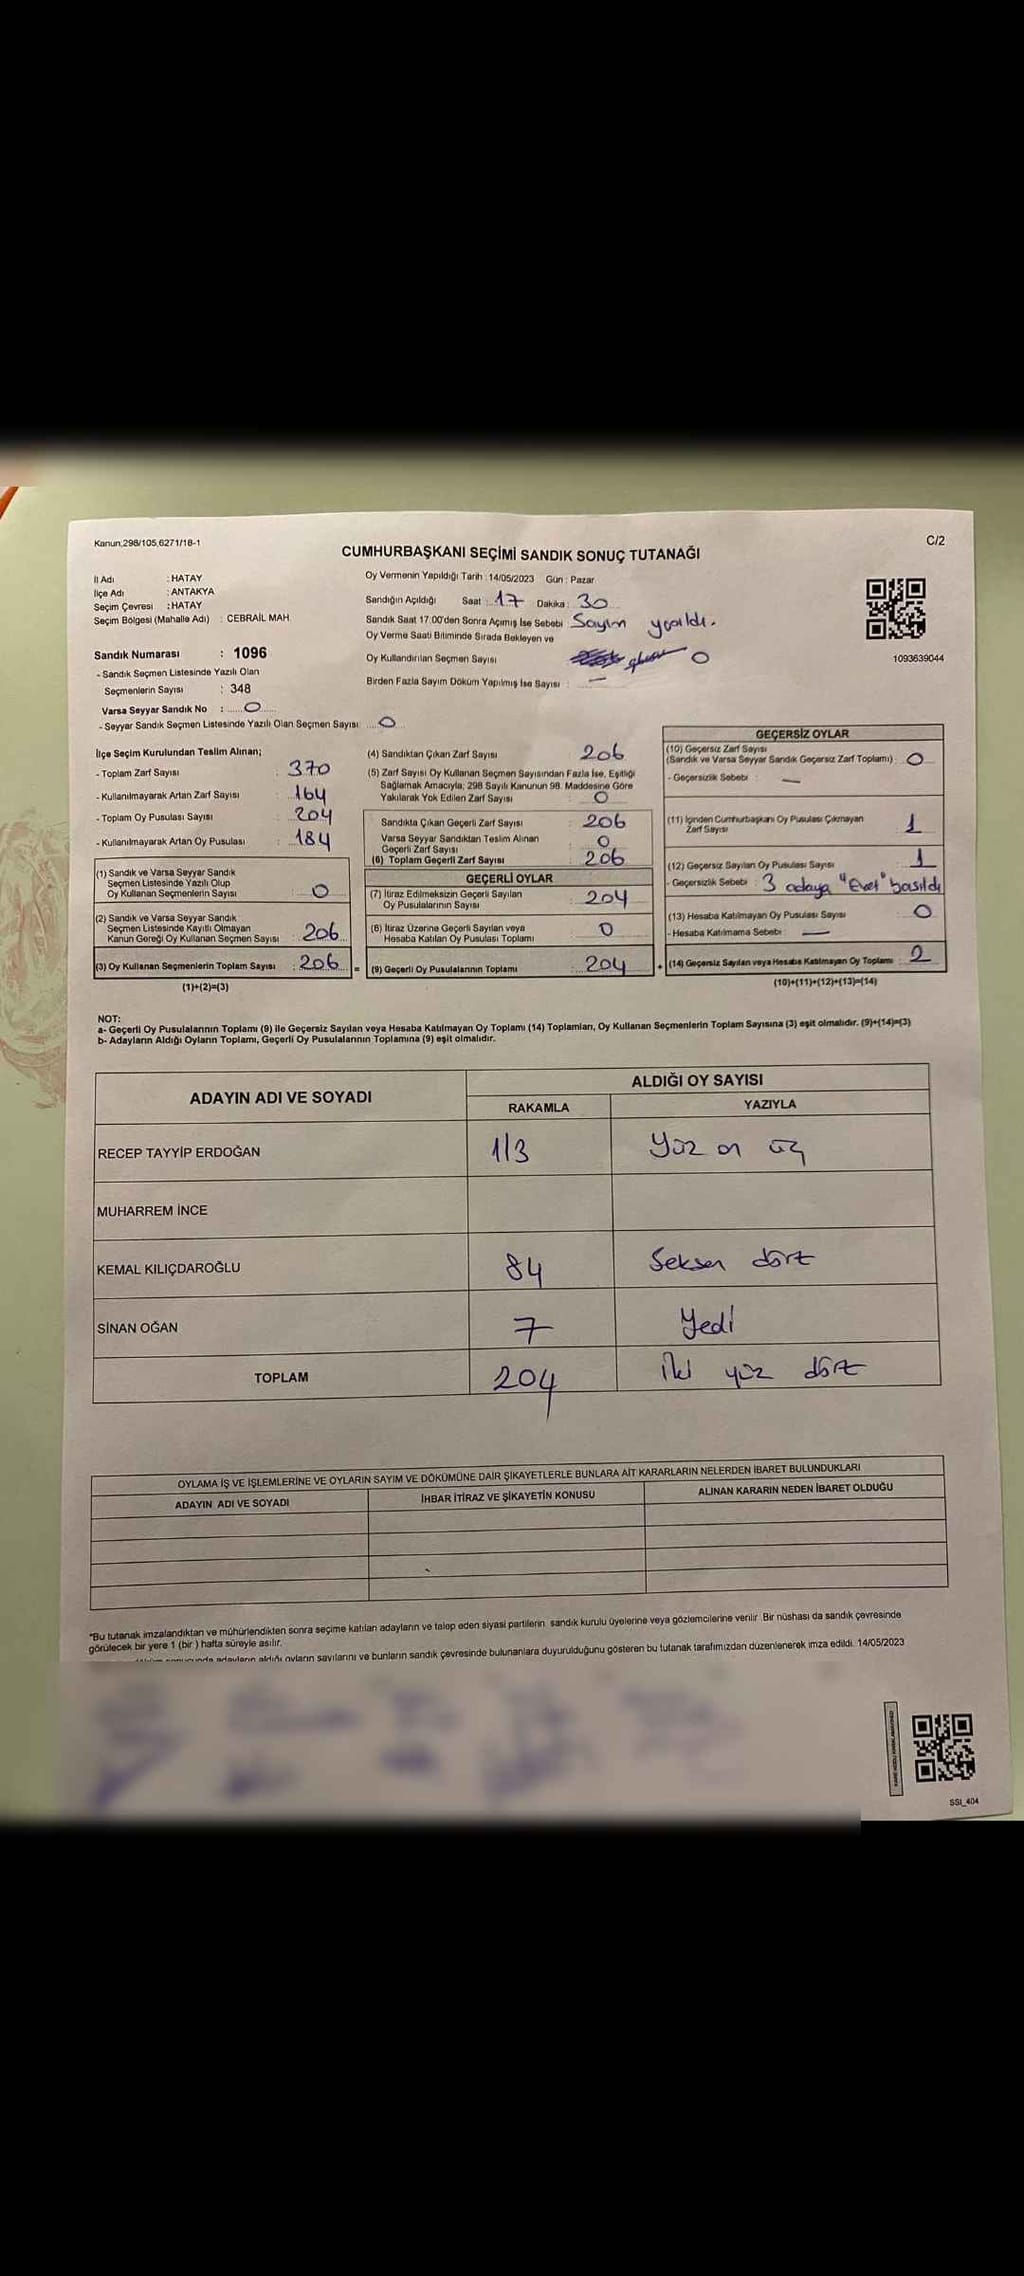 Kanun,298/105,6271/18-1
C/2
CUMHURBAŞKANI SEÇİMİ SANDIK SONUÇ TUTANAĞI
İl Adı : HATAY
İlçe Adı : ANTAKYA
Seçim Çevresi : HATAY
Seçim Bölgesi (Mahalle Adı) : CEBRAİL MAH
Sandık Numarası : 1096
- Sandık Seçmen Listesinde Yazılı Olan
Seçmenlerin Sayısı : 348
Varsa Seyyar Sandık No : 0
- Seyyar Sandık Seçmen Listesinde Yazılı Olan Seçmen Sayısı: 0
Oy Vermenin Yapıldığı Tarih : 14/05/2023 Gün : Pazar
Sandığın Açıldığı Saat : 17 Dakika : 30
Sandık Saat 17.00'den Sonra Açımış İse Sebebi Sayım yapıldı.
Oy Verme Saati Bitiminde Sırada Bekleyen ve
Oy Kullandırılan Seçmen Sayısı 0
Birden Fazla Sayım Döküm Yapılmış İse Sayısı : —
1093639044
İlçe Seçim Kurulundan Teslim Alınan;
- Toplam Zarf Sayısı : 370
- Kullanılmayarak Artan Zarf Sayısı : 164
- Toplam Oy Pusulası Sayısı : 204
- Kullanılmayarak Artan Oy Pusulası : 184
(1) Sandık ve Varsa Seyyar Sandık
Seçmen Listesinde Yazılı Olup
Oy Kullanan Seçmenlerin Sayısı : 0
(2) Sandık ve Varsa Seyyar Sandık
Seçmen Listesinde Kayıtlı Olmayan
Kanun Gereği Oy Kullanan Seçmen Sayısı : 206
(3) Oy Kullanan Seçmenlerin Toplam Sayısı : 206 =
(1)+(2)=(3)
(4) Sandıktan Çıkan Zarf Sayısı : 206
(5) Zarf Sayısı Oy Kullanan Seçmen Sayısından Fazla İse, Eşitliği
Sağlamak Amacıyla; 298 Sayılı Kanunun 98. Maddesine Göre
Yakılarak Yok Edilen Zarf Sayısı : 0
Sandıkta Çıkan Geçerli Zarf Sayısı : 206
Varsa Seyyar Sandıktan Teslim Alınan
Geçerli Zarf Sayısı : 0
(6) Toplam Geçerli Zarf Sayısı : 206
GEÇERLİ OYLAR
(7) İtiraz Edilmeksizin Geçerli Sayılan
Oy Pusulalarının Sayısı : 204
(8) İtiraz Üzerine Geçerli Sayılan veya
Hesaba Katılan Oy Pusulası Toplamı : 0
(9) Geçerli Oy Pusulalarının Toplamı : 204 +
GEÇERSİZ OYLAR
(10) Geçersiz Zarf Sayısı
(Sandık ve Varsa Seyyar Sandık Geçersiz Zarf Toplamı) : 0
- Geçersizlik Sebebi : —
(11) İçinden Cumhurbaşkanı Oy Pusulası Çıkmayan
Zarf Sayısı : 1
(12) Geçersiz Sayılan Oy Pusulası Sayısı : 1
- Geçersizlik Sebebi : 3 adaya "Evet" basıldı
(13) Hesaba Katılmayan Oy Pusulası Sayısı : 0
- Hesaba Katılmama Sebebi : —
(14) Geçersiz Sayılan veya Hesaba Katılmayan Oy Toplamı : 2
(10)+(11)+(12)+(13)=(14)
NOT:
a- Geçerli Oy Pusulalarının Toplamı (9) ile Geçersiz Sayılan veya Hesaba Katılmayan Oy Toplamı (14) Toplamları, Oy Kullanan Seçmenlerin Toplam Sayısına (3) eşit olmalıdır. (9)+(14)=(3)
b- Adayların Aldığı Oyların Toplamı, Geçerli Oy Pusulalarının Toplamına (9) eşit olmalıdır.
ADAYIN ADI VE SOYADI
ALDIĞI OY SAYISI
RAKAMLA YAZIYLA
RECEP TAYYİP ERDOĞAN 113 Yüz on üç
MUHARREM İNCE
KEMAL KILIÇDAROĞLU 84 Seksen dört
SİNAN OĞAN 7 Yedi
TOPLAM 204 İki yüz dört
OYLAMA İŞ VE İŞLEMLERİNE VE OYLARIN SAYIM VE DÖKÜMÜNE DAİR ŞİKAYETLERLE BUNLARA AİT KARARLARIN NELERDEN İBARET BULUNDUKLARI
ADAYIN ADI VE SOYADI İHBAR İTİRAZ VE ŞİKAYETİN KONUSU ALINAN KARARIN NEDEN İBARET OLDUĞU
*Bu tutanak imzalandıktan ve mühürlendikten sonra seçime katılan adayların ve talep eden siyasi partilerin sandık kurulu üyelerine veya gözlemcilerine verilir. Bir nüshası da sandık çevresinde
görülecek bir yere 1 (bir) hafta süreyle asılır.
adayların aldığı oyların sayılarını ve bunların sandık çevresinde bulunanlara duyurulduğunu gösteren bu tutanak tarafımızdan düzenlenerek imza edildi. 14/05/2023
SSI_404